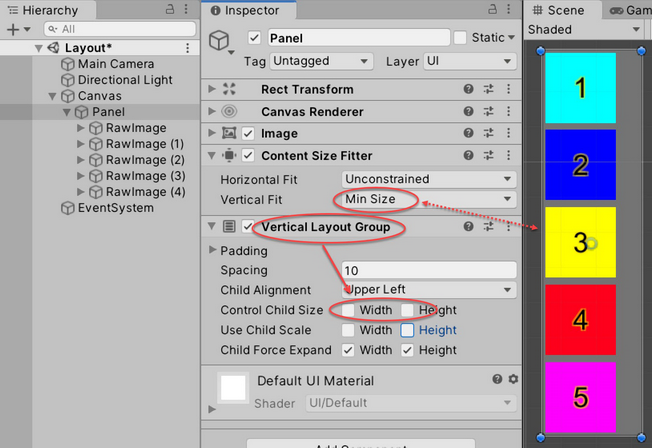 Hierarchy
All
Layout*
Main Camera
Directional Light
Canvas
Panel
RawImage
RawImage (1)
RawImage (2)
RawImage (3)
RawImage (4)
EventSystem
Inspector
Panel
Static
Tag Untagged Layer UI
Rect Transform
Canvas Renderer
Image
Content Size Fitter
Horizontal Fit Unconstrained
Vertical Fit Min Size
Vertical Layout Group
Padding
Spacing 10
Child Alignment Upper Left
Control Child Size Width Height
Use Child Scale Width Height
Child Force Expand Width Height
Default UI Material
Shader UI/Default
Scene Gam
Shaded
1
2
3
4
5